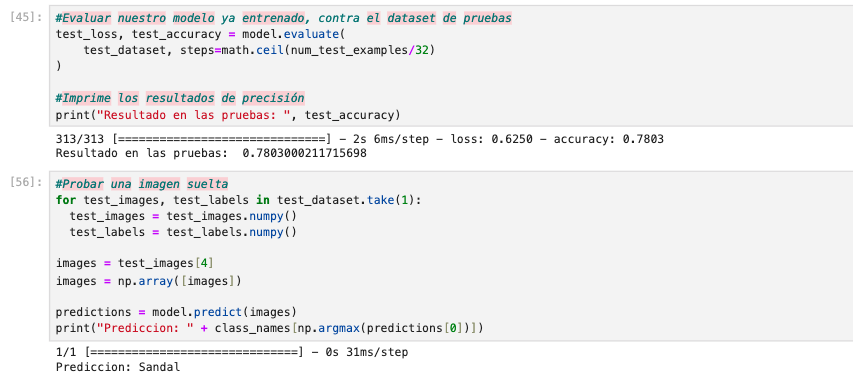 [45]: #Evaluar nuestro modelo ya entrenado, contra el dataset de pruebas
test_loss, test_accuracy = model.evaluate(
    test_dataset, steps=math.ceil(num_test_examples/32)
)
#Imprime los resultados de precisión
print("Resultado en las pruebas: ", test_accuracy)
313/313 [==============================] - 2s 6ms/step - loss: 0.6250 - accuracy: 0.7803
Resultado en las pruebas:  0.7803000211715698
[56]: #Probar una imagen suelta
for test_images, test_labels in test_dataset.take(1):
  test_images = test_images.numpy()
  test_labels = test_labels.numpy()
images = test_images[4]
images = np.array([images])
predictions = model.predict(images)
print("Prediccion: " + class_names[np.argmax(predictions[0])])
1/1 [==============================] - 0s 31ms/step
Prediccion: Sandal